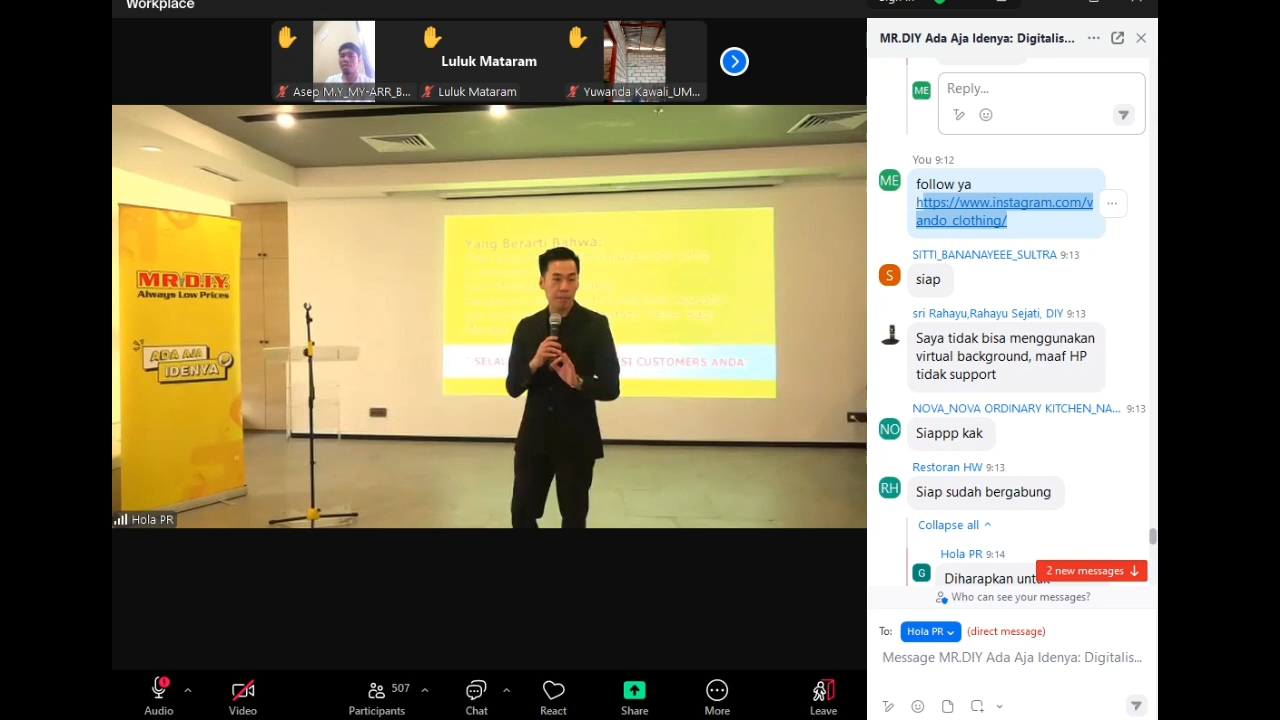 Workplace
Asep M.Y_MY-ARR_B...
Luluk Mataram
Luluk Mataram
Yuwanda Kawali_UM...
MR.D.I.Y.
Always Low Prices
ADA AJA
IDENYA
Yang Berarti Bahwa:
CUSTOMERS ANDA"
Hola PR
Audio
Video
507
Participants
Chat
React
Share
More
Leave
MR.DIY Ada Aja Idenya: Digitalis...
ME
Reply...
You 9:12
ME
follow ya
https://www.instagram.com/v
ando_clothing/
SITTI_BANANAYEEE_SULTRA 9:13
S
siap
sri Rahayu,Rahayu Sejati, DIY 9:13
Saya tidak bisa menggunakan
virtual background, maaf HP
tidak support
NOVA_NOVA ORDINARY KITCHEN_NA... 9:13
NO
Siappp kak
Restoran HW 9:13
RH
Siap sudah bergabung
Collapse all
Hola PR 9:14
G
Diharapkan untuk
2 new messages
Who can see your messages?
To: Hola PR (direct message)
Message MR.DIY Ada Aja Idenya: Digitalis...